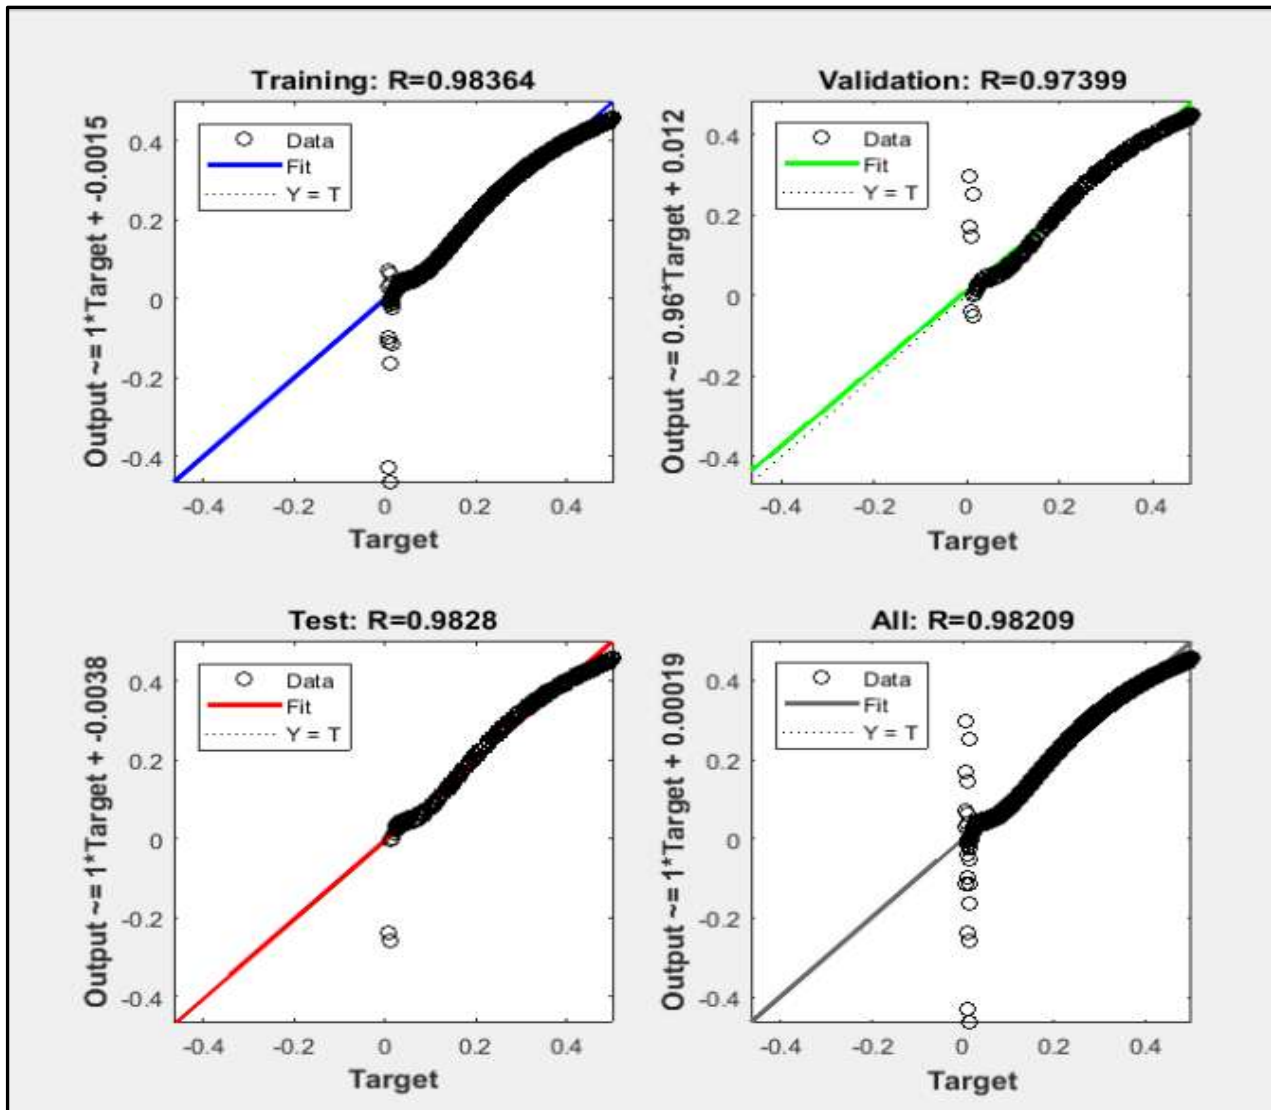 Training: R=0.98364
Output ~= 1*Target + -0.0015
0.4
0.2
0
-0.2
-0.4
Data
Fit
Y = T
-0.4
-0.2
0
0.2
0.4
Target
Validation: R=0.97399
Output ~= 0.96*Target + 0.012
0.4
0.2
0
-0.2
-0.4
Data
Fit
Y = T
-0.4
-0.2
0
0.2
0.4
Target
Test: R=0.9828
Output ~= 1*Target + -0.0038
0.4
0.2
0
-0.2
-0.4
Data
Fit
Y = T
-0.4
-0.2
0
0.2
0.4
Target
All: R=0.98209
Output ~= 1*Target + 0.00019
0.4
0.2
0
-0.2
-0.4
Data
Fit
Y = T
-0.4
-0.2
0
0.2
0.4
Target